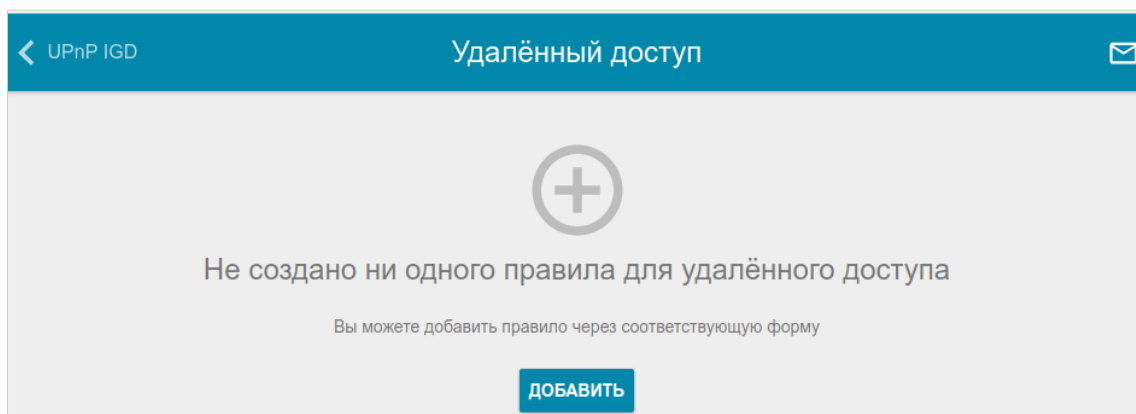 UPnP IGD
Удалённый доступ
Не создано ни одного правила для удалённого доступа
Вы можете добавить правило через соответствующую форму
ДОБАВИТЬ